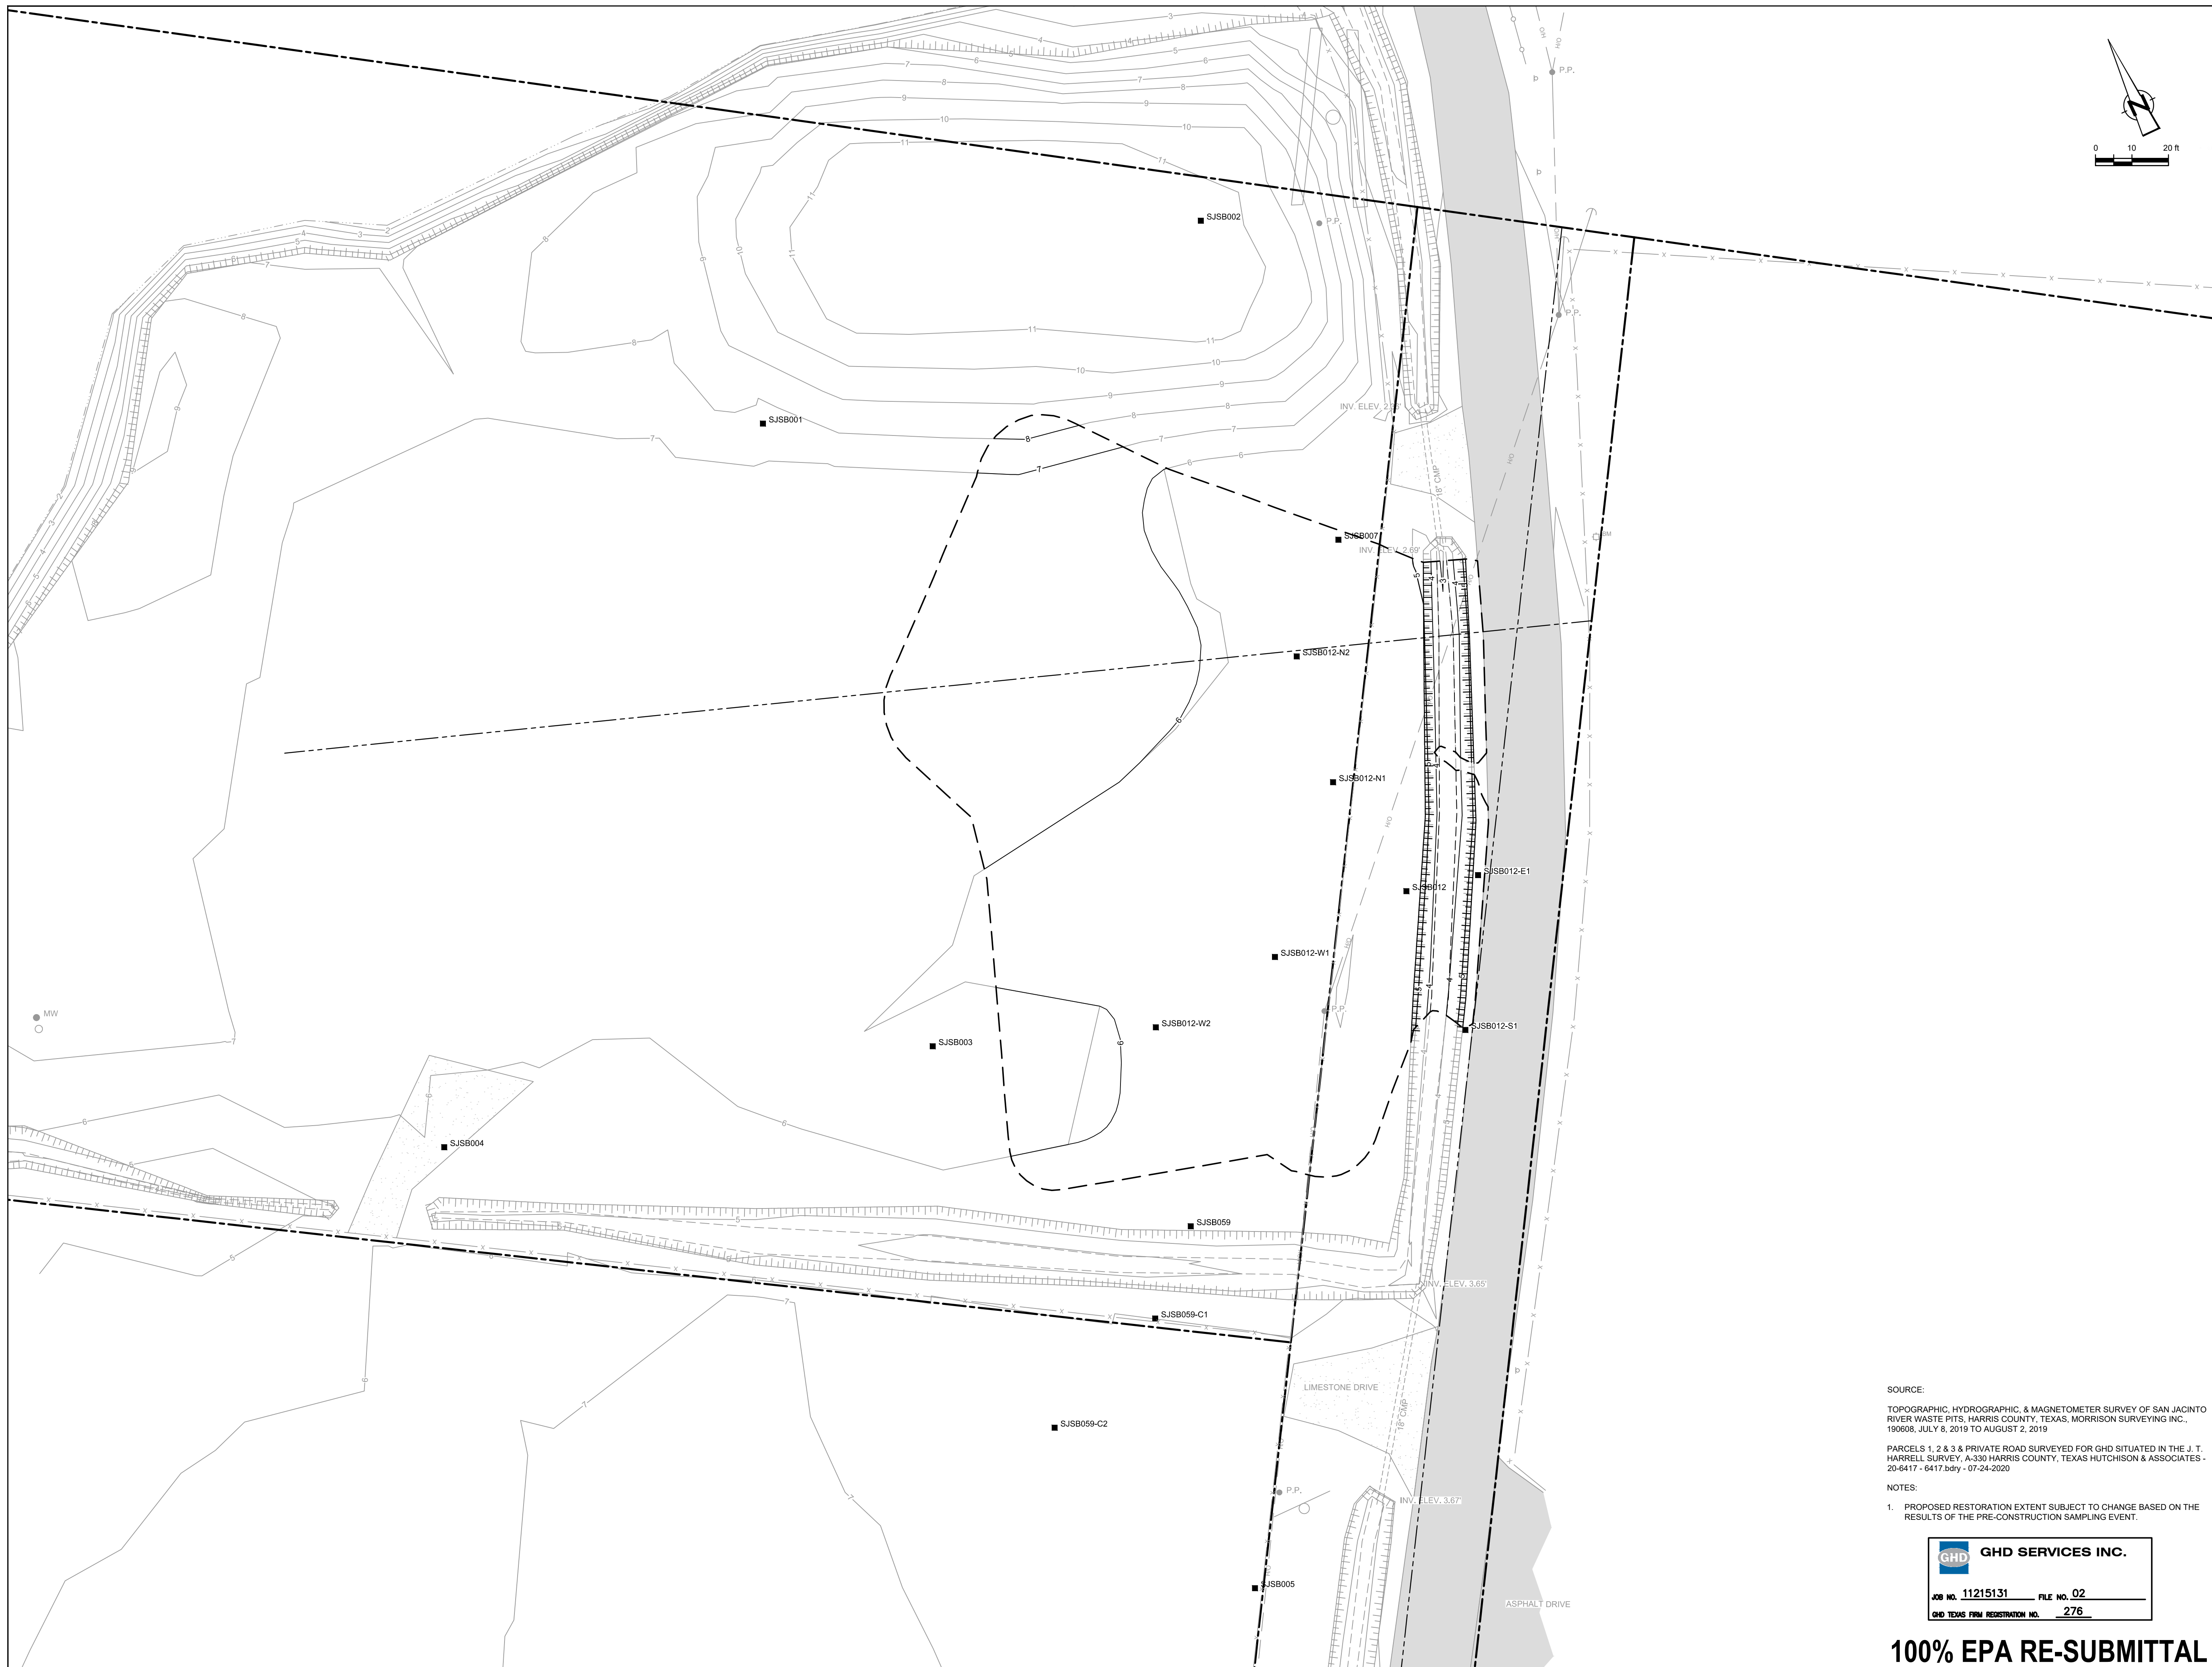 P.P.
0 10 20 ft
SJSB002
P.P.
P.P.
INV. ELEV.
SJSB001
18" CMP
SJSB007
INV. ELEV. 2.69'
BM
SJSB012-N2
SJSB012-N1
SJSB012-E1
SJSB012
SJSB012-W1
P.P.
MW
SJSB012-W2
SJSB012-S1
SJSB003
SJSB004
SJSB059
INV. ELEV. 3.65'
SJSB059-C1
LIMESTONE DRIVE
18" CMP
SJSB059-C2
P.P.
INV. ELEV. 3.67'
SJSB005
ASPHALT DRIVE
SOURCE:
TOPOGRAPHIC, HYDROGRAPHIC, & MAGNETOMETER SURVEY OF SAN JACINTO
RIVER WASTE PITS, HARRIS COUNTY, TEXAS, MORRISON SURVEYING INC.,
190608, JULY 8, 2019 TO AUGUST 2, 2019
PARCELS 1, 2 & 3 & PRIVATE ROAD SURVEYED FOR GHD SITUATED IN THE J. T.
HARRELL SURVEY, A-330 HARRIS COUNTY, TEXAS HUTCHISON & ASSOCIATES -
20-6417 - 6417.bdry - 07-24-2020
NOTES:
1. PROPOSED RESTORATION EXTENT SUBJECT TO CHANGE BASED ON THE
RESULTS OF THE PRE-CONSTRUCTION SAMPLING EVENT.
GHD GHD SERVICES INC.
JOB NO. 11215131 FILE NO. 02
GHD TEXAS FIRM REGISTRATION NO. 276
100% EPA RE-SUBMITTAL